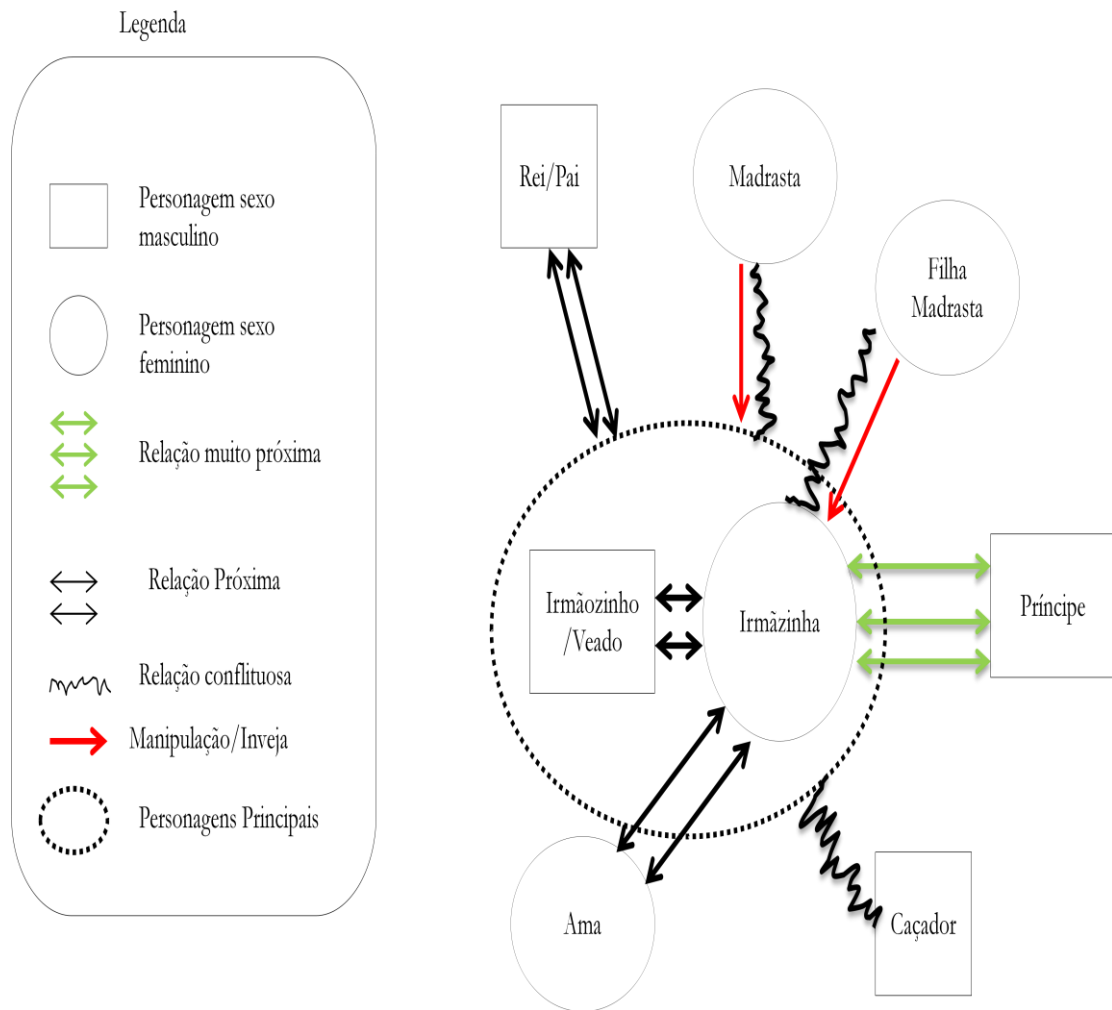 Legenda
Personagem sexo
masculino
Personagem sexo
feminino
Relação muito próxima
Relação Próxima
Relação conflituosa
Manipulação/Inveja
Personagens Principais
Rei/Pai
Madrasta
Filha
Madrasta
Irmãozinho
/Veado
Irmãzinha
Príncipe
Ama
Caçador